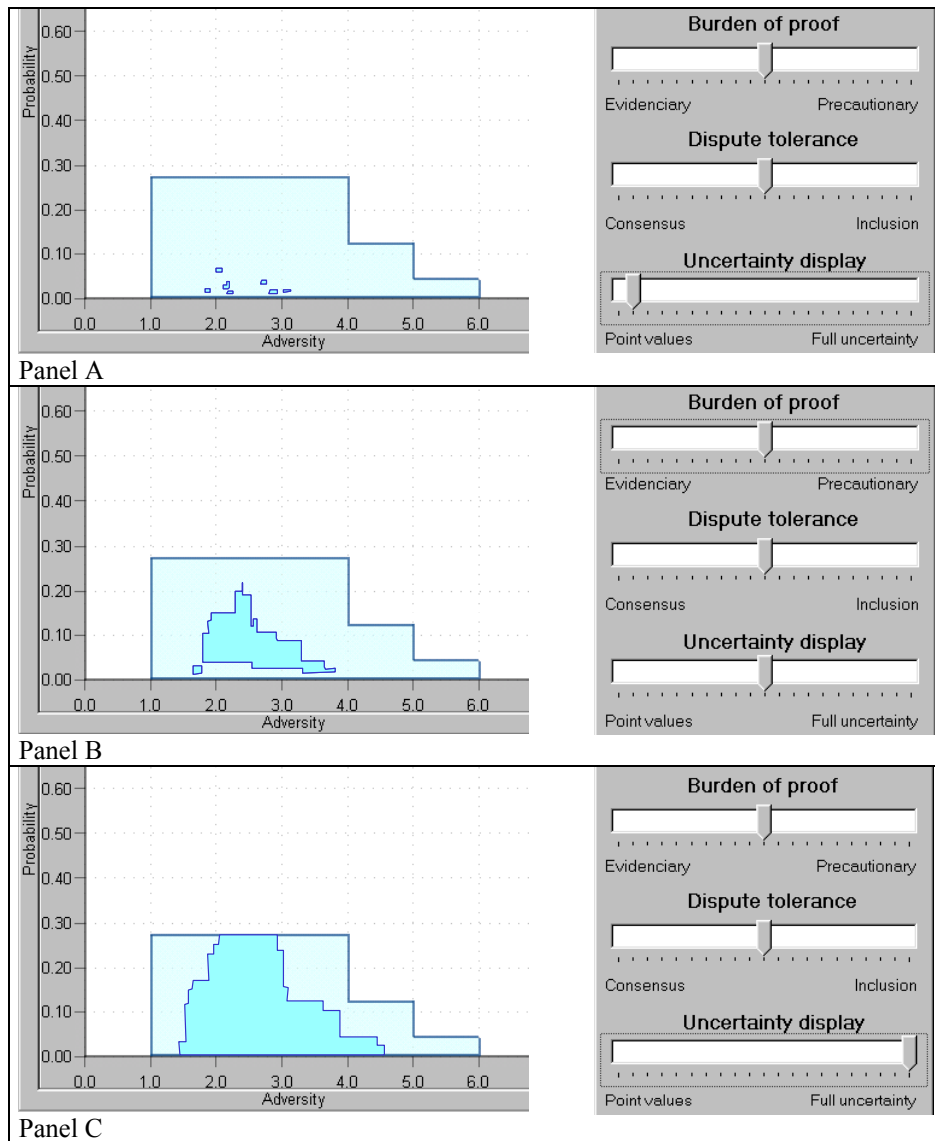 0.60
0.50
0.40
0.30
0.20
0.10
0.00
Probability
0.0 1.0 2.0 3.0 4.0 5.0 6.0
Adversity
Burden of proof
Evidenciary Precautionary
Dispute tolerance
Consensus Inclusion
Uncertainty display
Point values Full uncertainty
Panel A
0.60
0.50
0.40
0.30
0.20
0.10
0.00
Probability
0.0 1.0 2.0 3.0 4.0 5.0 6.0
Adversity
Burden of proof
Evidenciary Precautionary
Dispute tolerance
Consensus Inclusion
Uncertainty display
Point values Full uncertainty
Panel B
0.60
0.50
0.40
0.30
0.20
0.10
0.00
Probability
0.0 1.0 2.0 3.0 4.0 5.0 6.0
Adversity
Burden of proof
Evidenciary Precautionary
Dispute tolerance
Consensus Inclusion
Uncertainty display
Point values Full uncertainty
Panel C